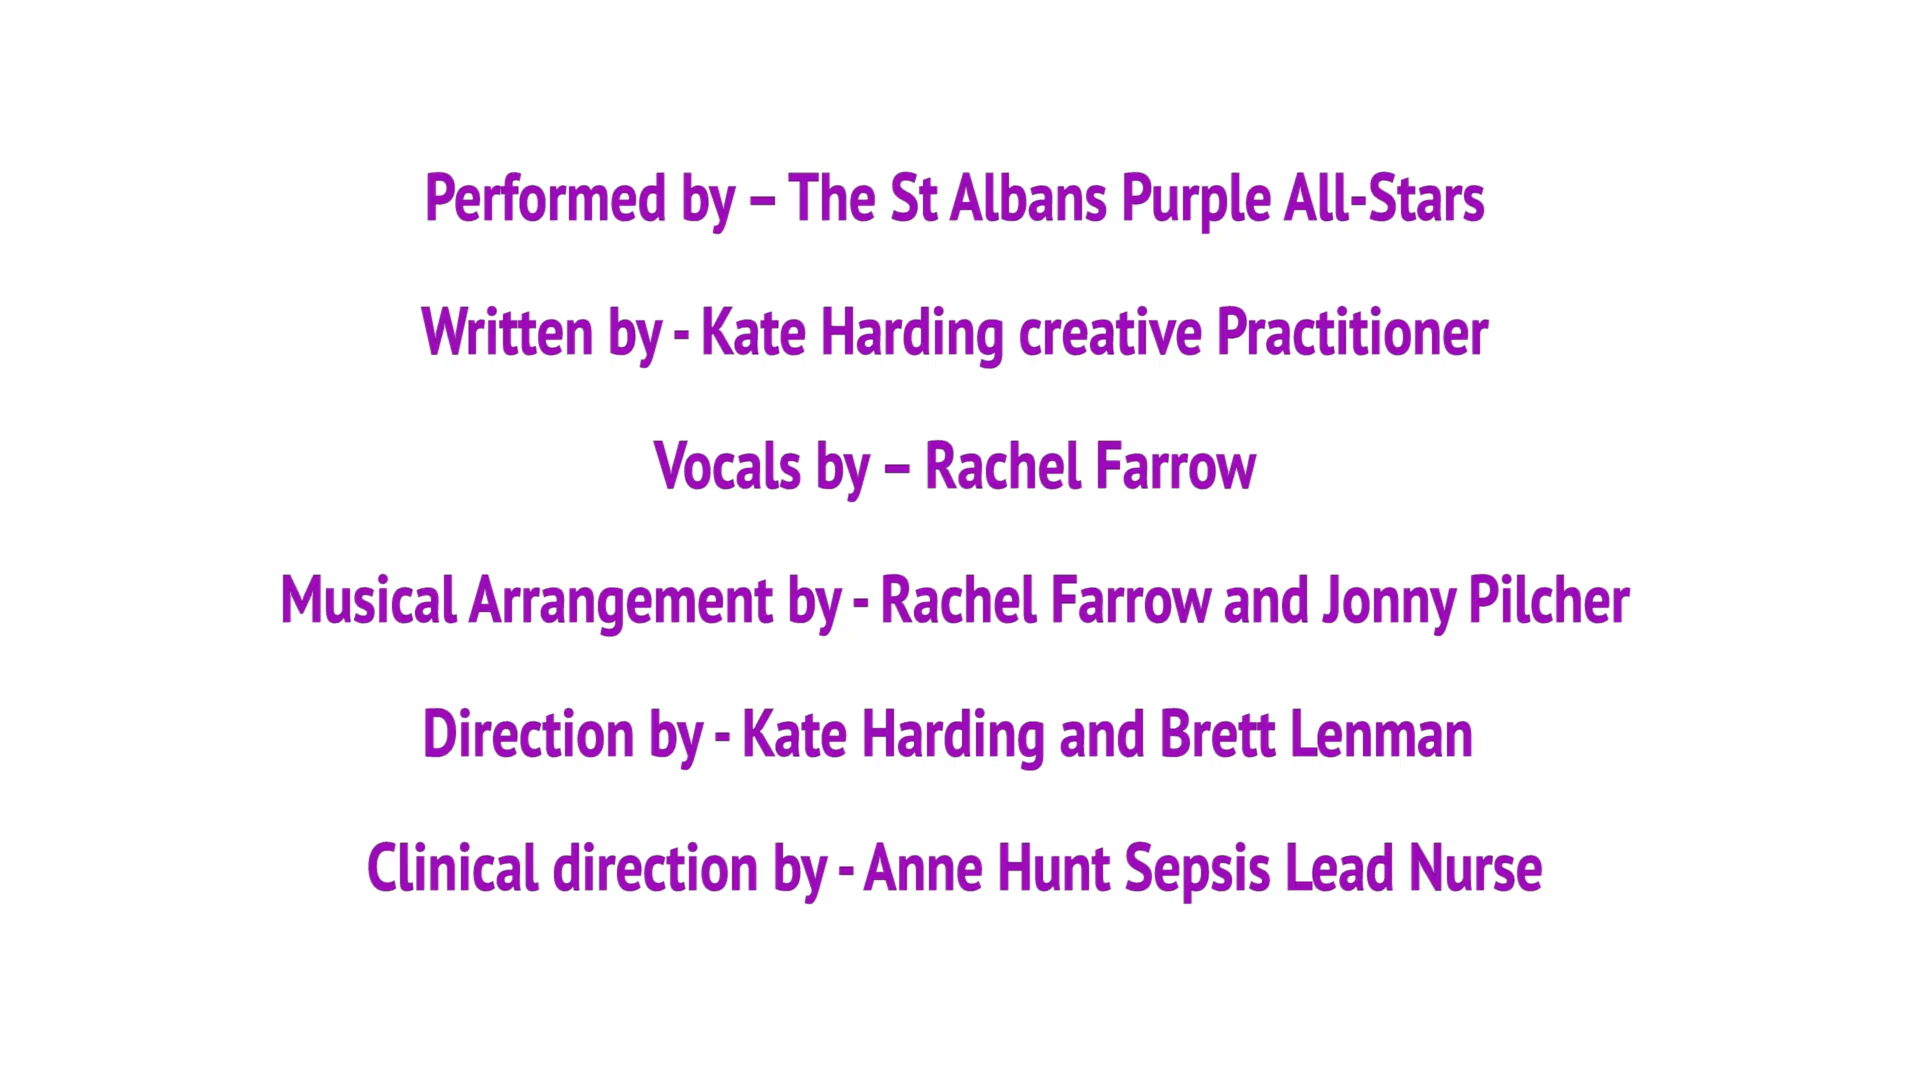 Performed by – The St Albans Purple All-Stars
Written by - Kate Harding creative Practitioner
Vocals by – Rachel Farrow
Musical Arrangement by - Rachel Farrow and Jonny Pilcher
Direction by - Kate Harding and Brett Lenman
Clinical direction by - Anne Hunt Sepsis Lead Nurse